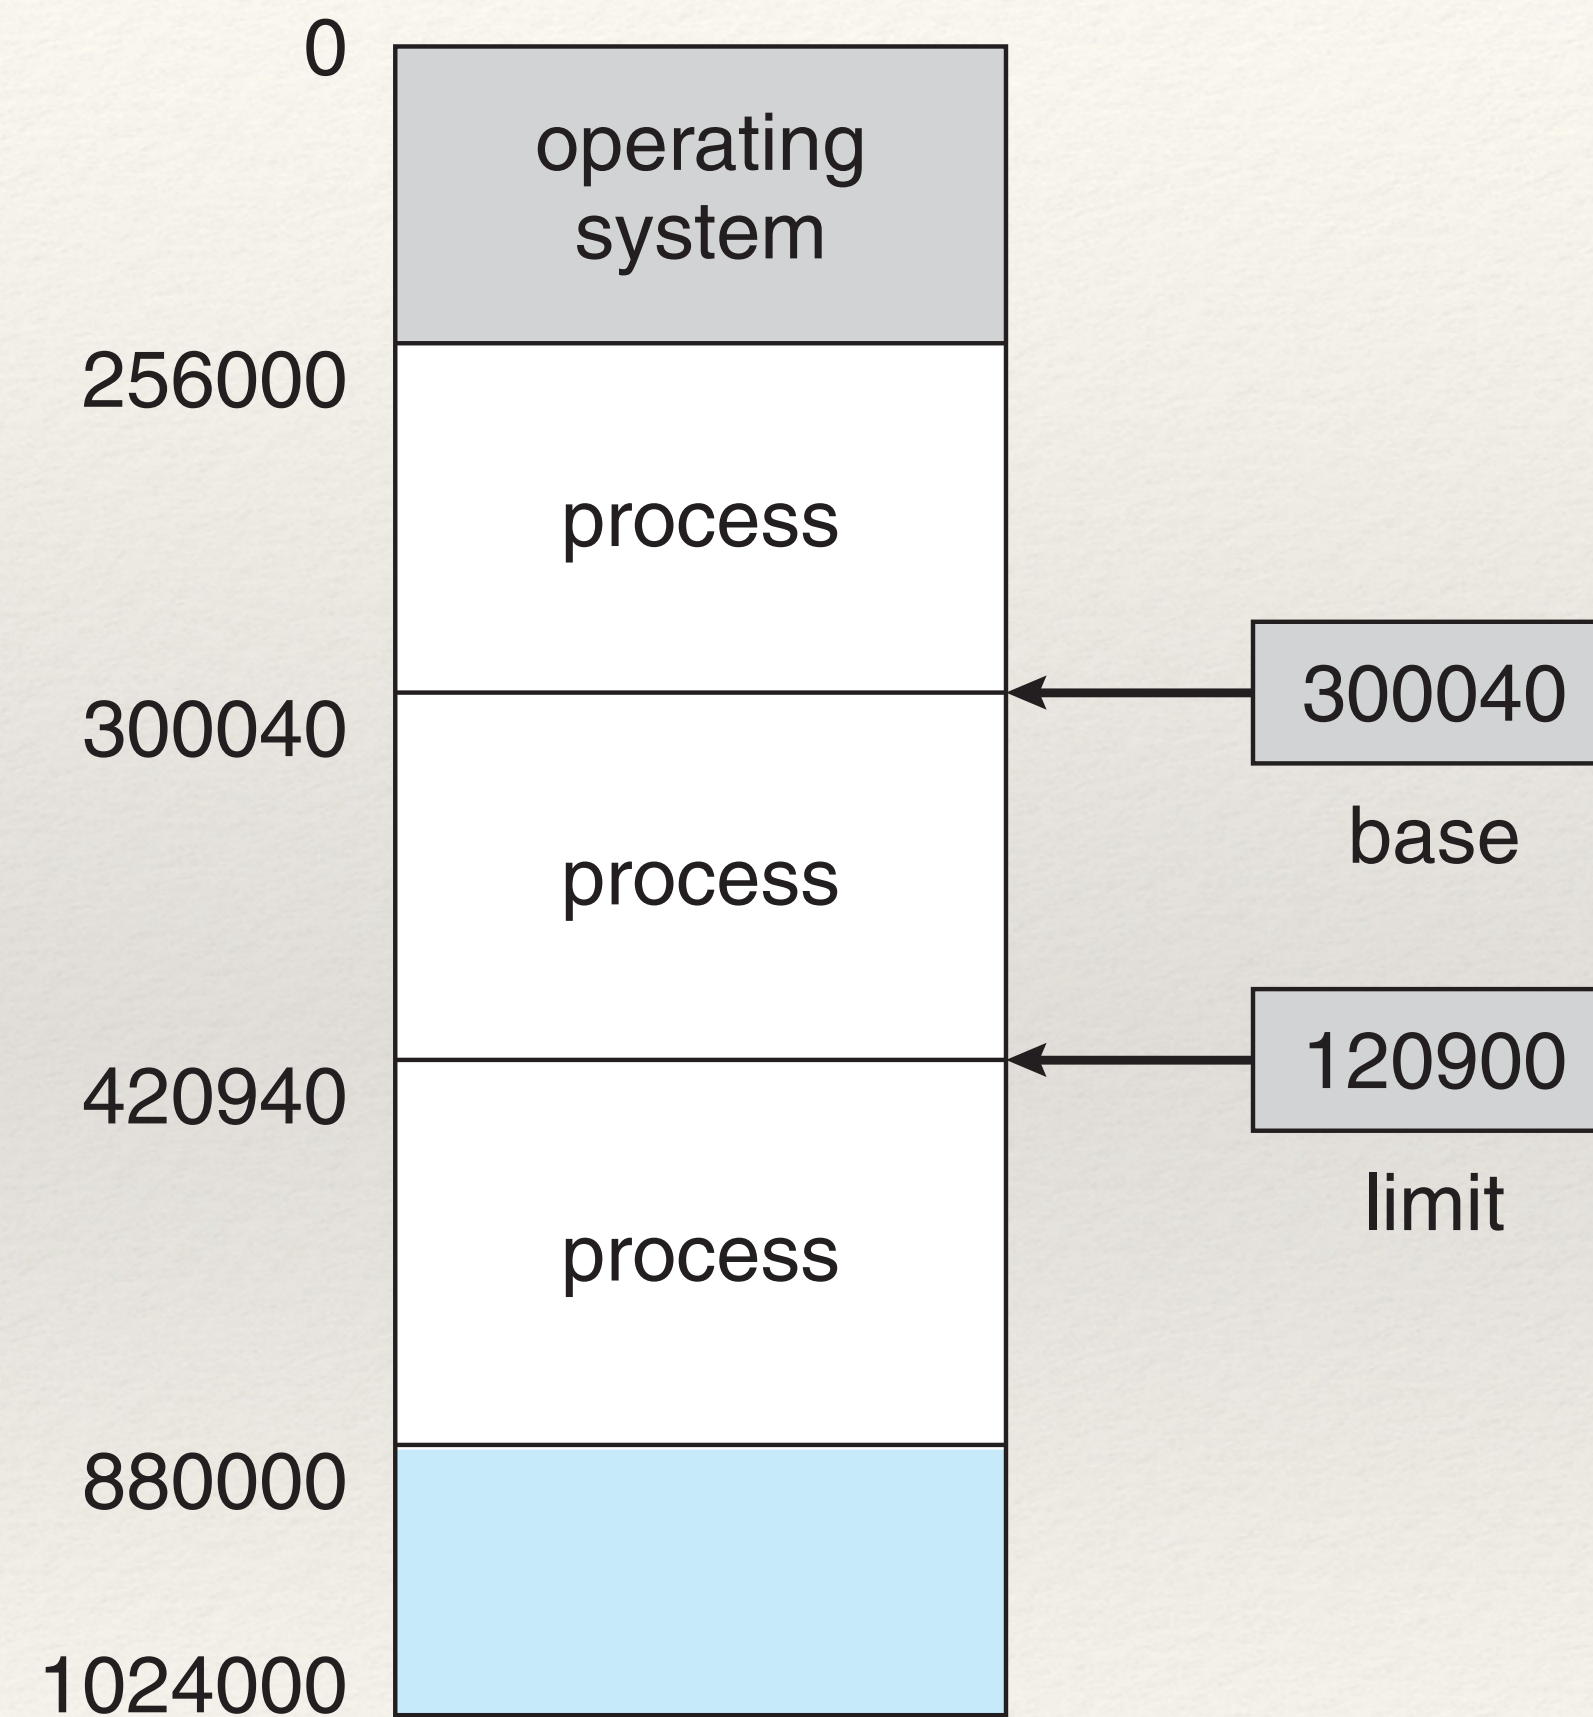 0
operating
system
256000
process
300040
300040
base
process
120900
420940
limit
process
880000
1024000